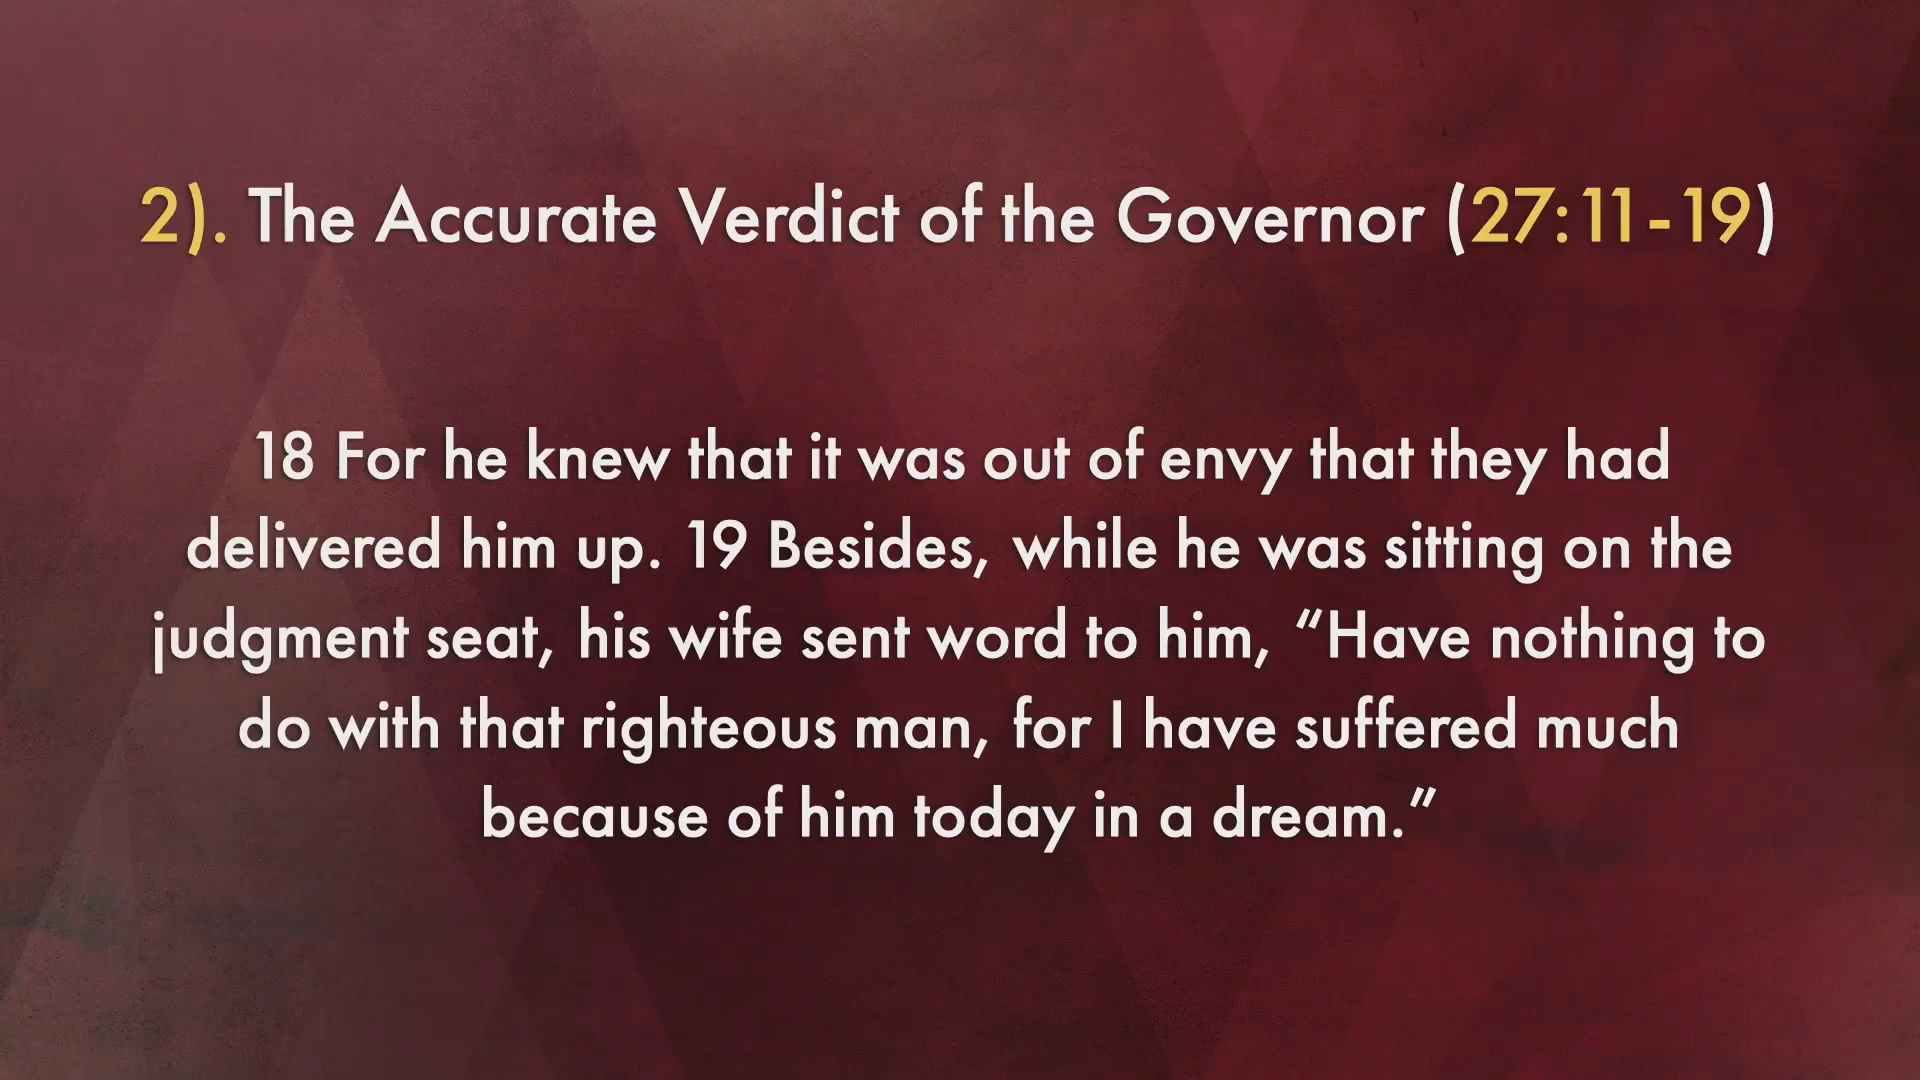 2). The Accurate Verdict of the Governor (27:11-19)
18 For he knew that it was out of envy that they had
delivered him up. 19 Besides, while he was sitting on the
judgment seat, his wife sent word to him, “Have nothing to
do with that righteous man, for I have suffered much
because of him today in a dream.”